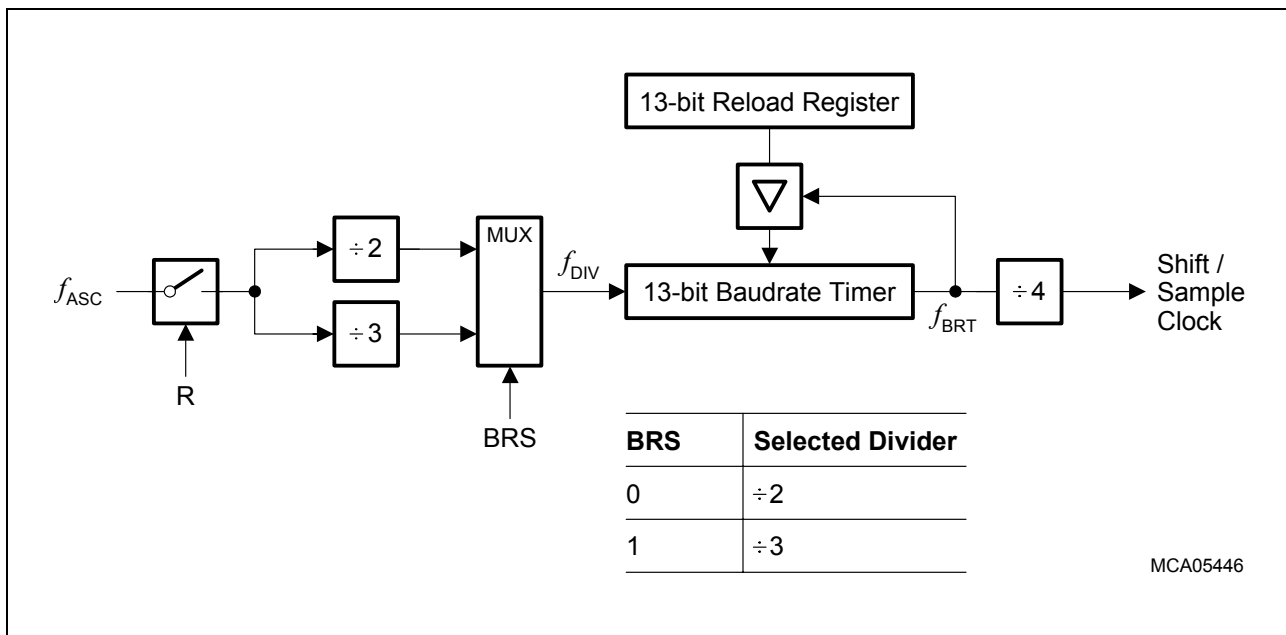 13-bit Reload Register
÷2
MUX
f_DIV
f_ASC
13-bit Baudrate Timer
÷4
Shift /
Sample
Clock
÷3
f_BRT
R
BRS
BRS Selected Divider
0 ÷2
1 ÷3
MCA05446